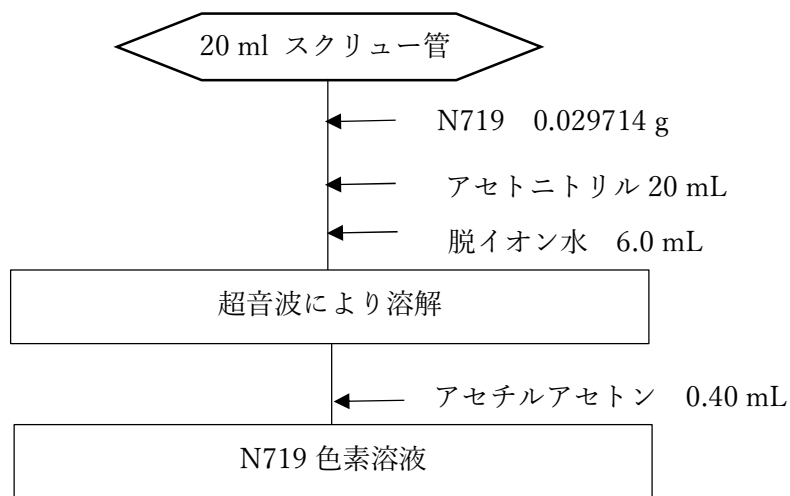 20 ml スクリュー管
N719　0.029714 g
アセトニトリル 20 mL
脱イオン水　6.0 mL
超音波により溶解
アセチルアセトン　0.40 mL
N719 色素溶液